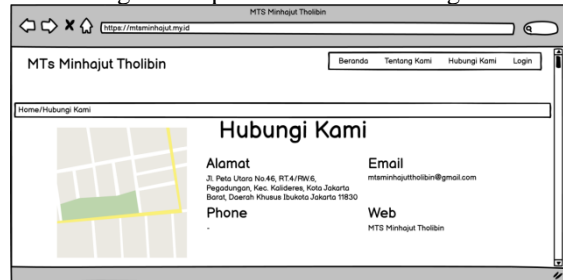 MTS Minhojut Tholibin
https://mtsminhojut.my.id
MTs Minhajut Tholibin
Beranda Tentang Kami Hubungi Kami Login
Home/Hubungi Kami
Hubungi Kami
Alamat
Jl. Peta Utara No.46, RT.4/RW.6,
Pegadungan, Kec. Kalideres, Kota Jakarta
Barat, Daerah Khusus Ibukota Jakarta 11830
Phone
-
Email
mtsminhajuttholibin@gmail.com
Web
MTS Minhajut Tholibin